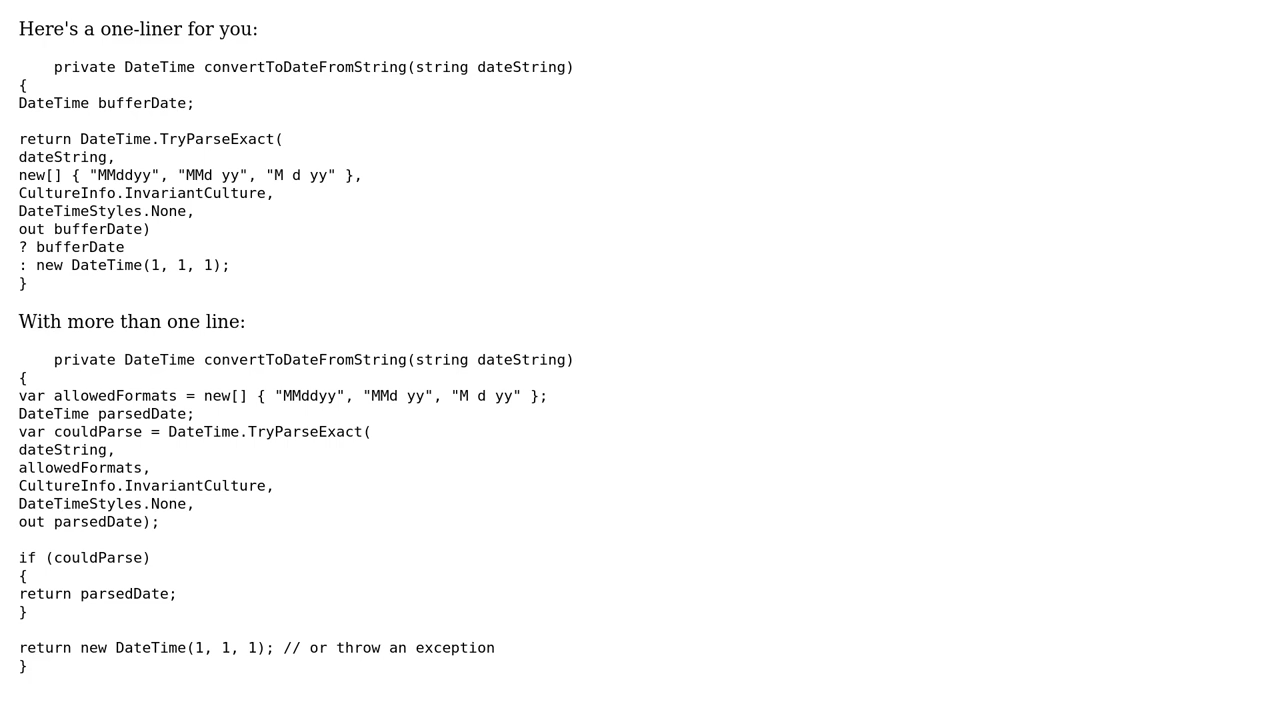 Here's a one-liner for you:
    private DateTime convertToDateFromString(string dateString)
{
DateTime bufferDate;

return DateTime.TryParseExact(
dateString,
new[] { "MMddyy", "MMd yy", "M d yy" },
CultureInfo.InvariantCulture,
DateTimeStyles.None,
out bufferDate)
? bufferDate
: new DateTime(1, 1, 1);
}
With more than one line:
    private DateTime convertToDateFromString(string dateString)
{
var allowedFormats = new[] { "MMddyy", "MMd yy", "M d yy" };
DateTime parsedDate;
var couldParse = DateTime.TryParseExact(
dateString,
allowedFormats,
CultureInfo.InvariantCulture,
DateTimeStyles.None,
out parsedDate);

if (couldParse)
{
return parsedDate;
}

return new DateTime(1, 1, 1); // or throw an exception
}